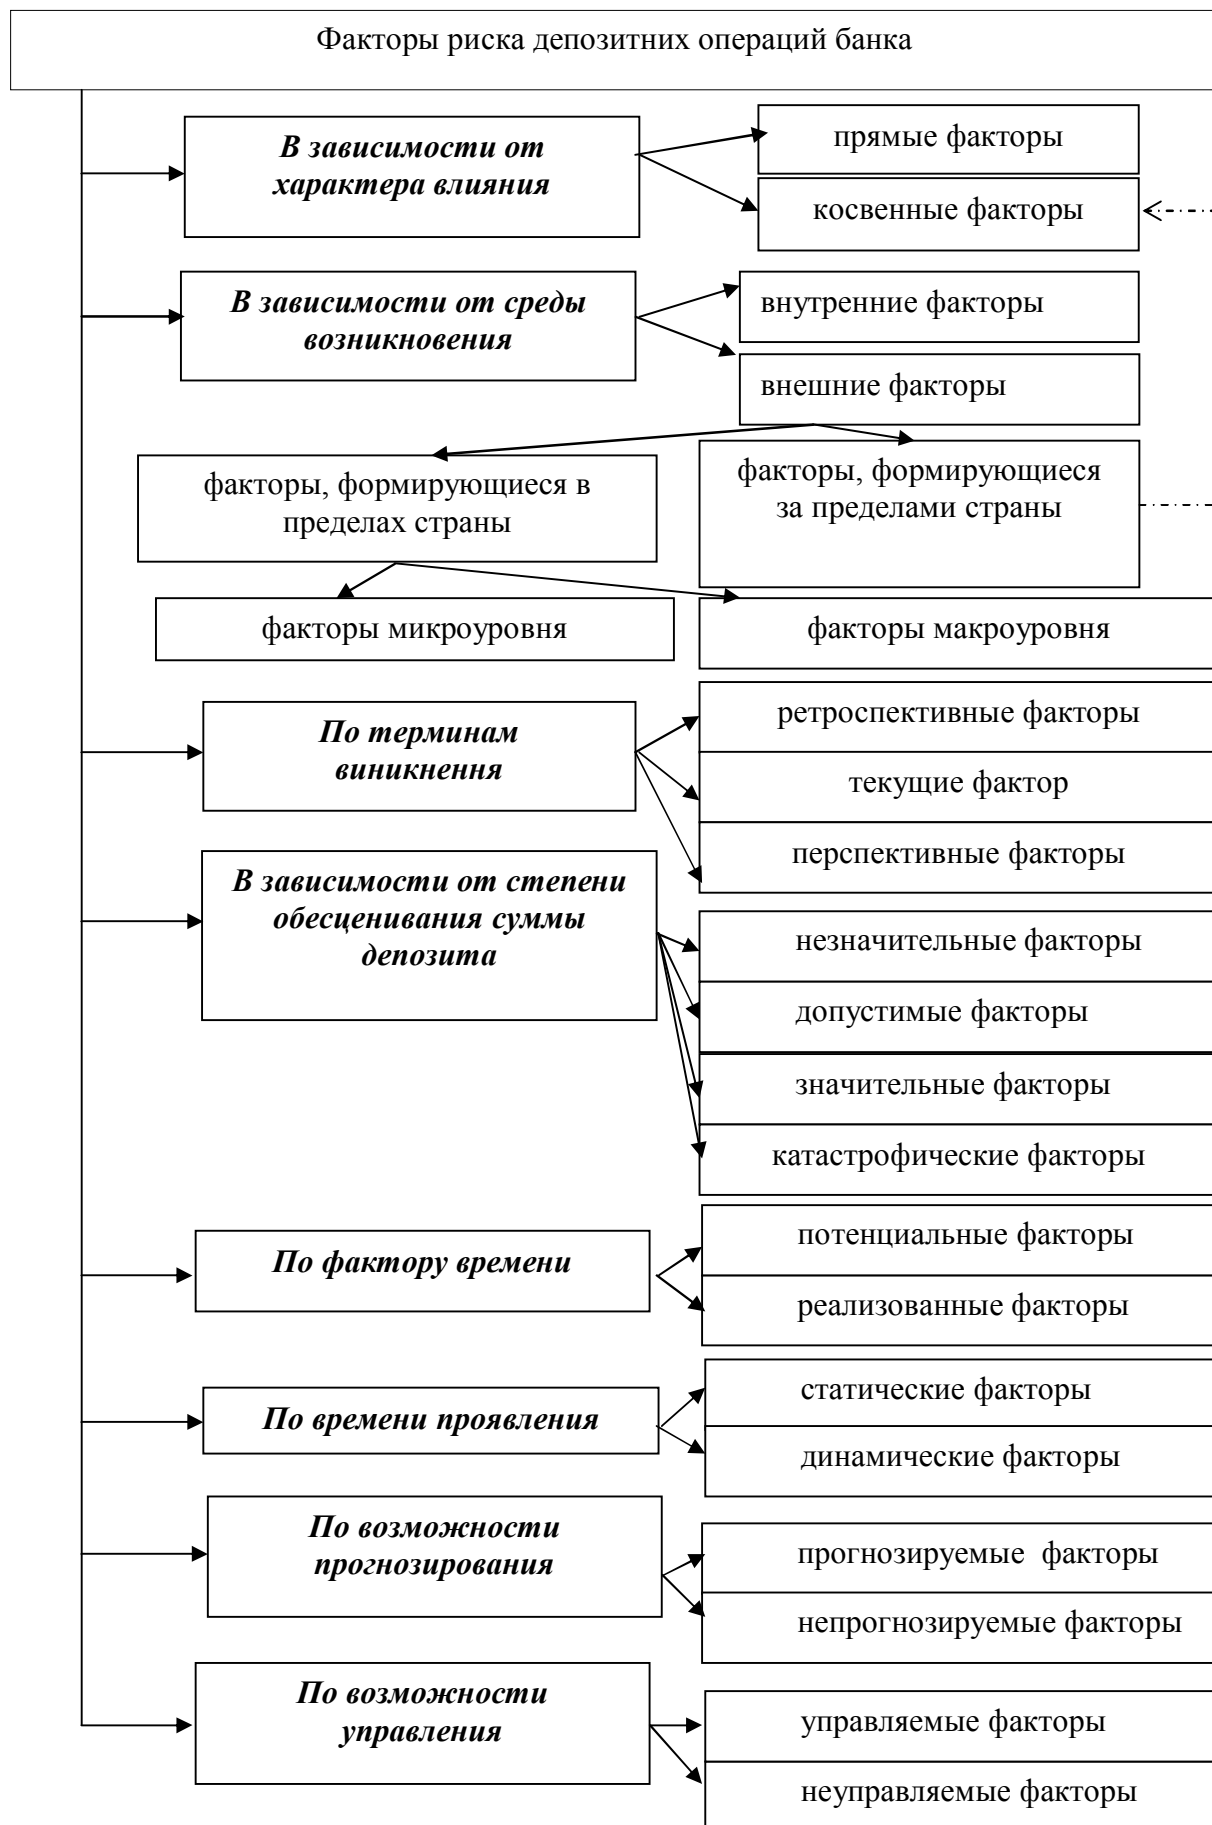 Факторы риска депозитних операций банка
В зависимости от
характера влияния
прямые факторы
косвенные факторы
В зависимости от среды
возникновения
внутренние факторы
внешние факторы
факторы, формирующиеся в
пределах страны
факторы, формирующиеся
за пределами страны
факторы микроуровня
факторы макроуровня
По терминам
виникнення
ретроспективные факторы
текущие фактор
перспективные факторы
В зависимости от степени
обесценивания суммы
депозита
незначительные факторы
допустимые факторы
значительные факторы
катастрофические факторы
По фактору времени
потенциальные факторы
реализованные факторы
По времени проявления
статические факторы
динамические факторы
По возможности
прогнозирования
прогнозируемые факторы
непрогнозируемые факторы
По возможности
управления
управляемые факторы
неуправляемые факторы